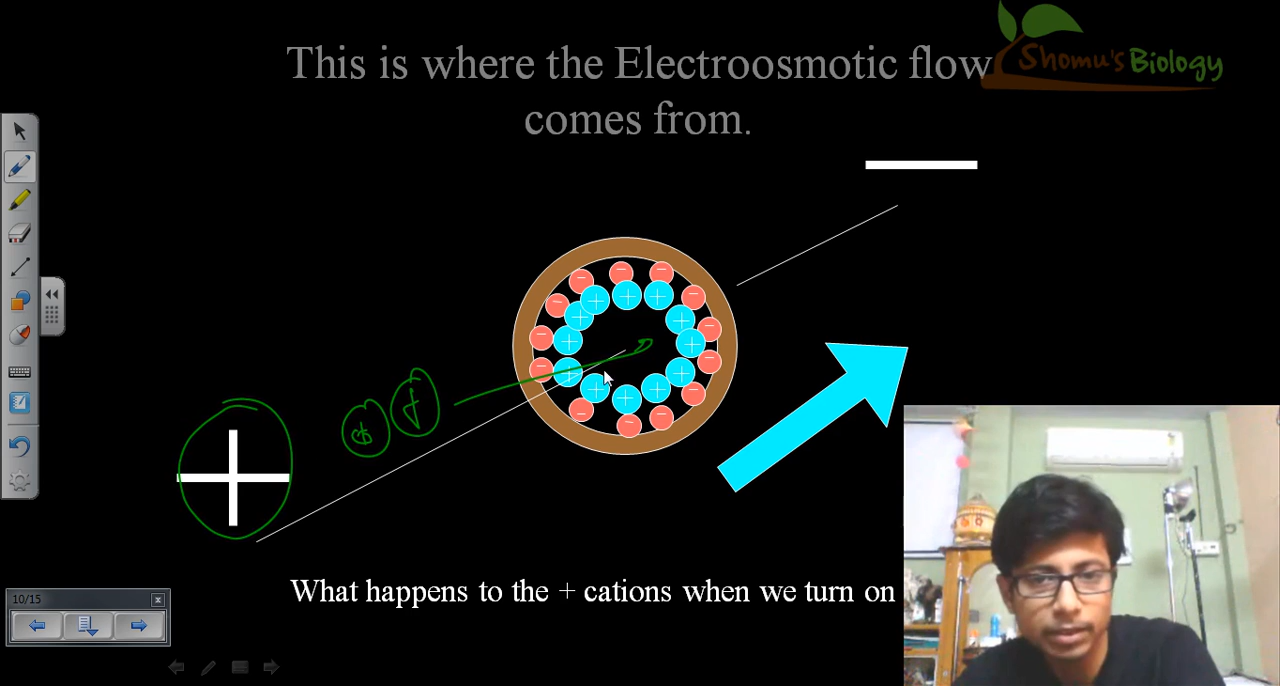 This is where the Electroosmotic flow
comes from.
Shomu's Biology
What happens to the + cations when we turn on
10/15